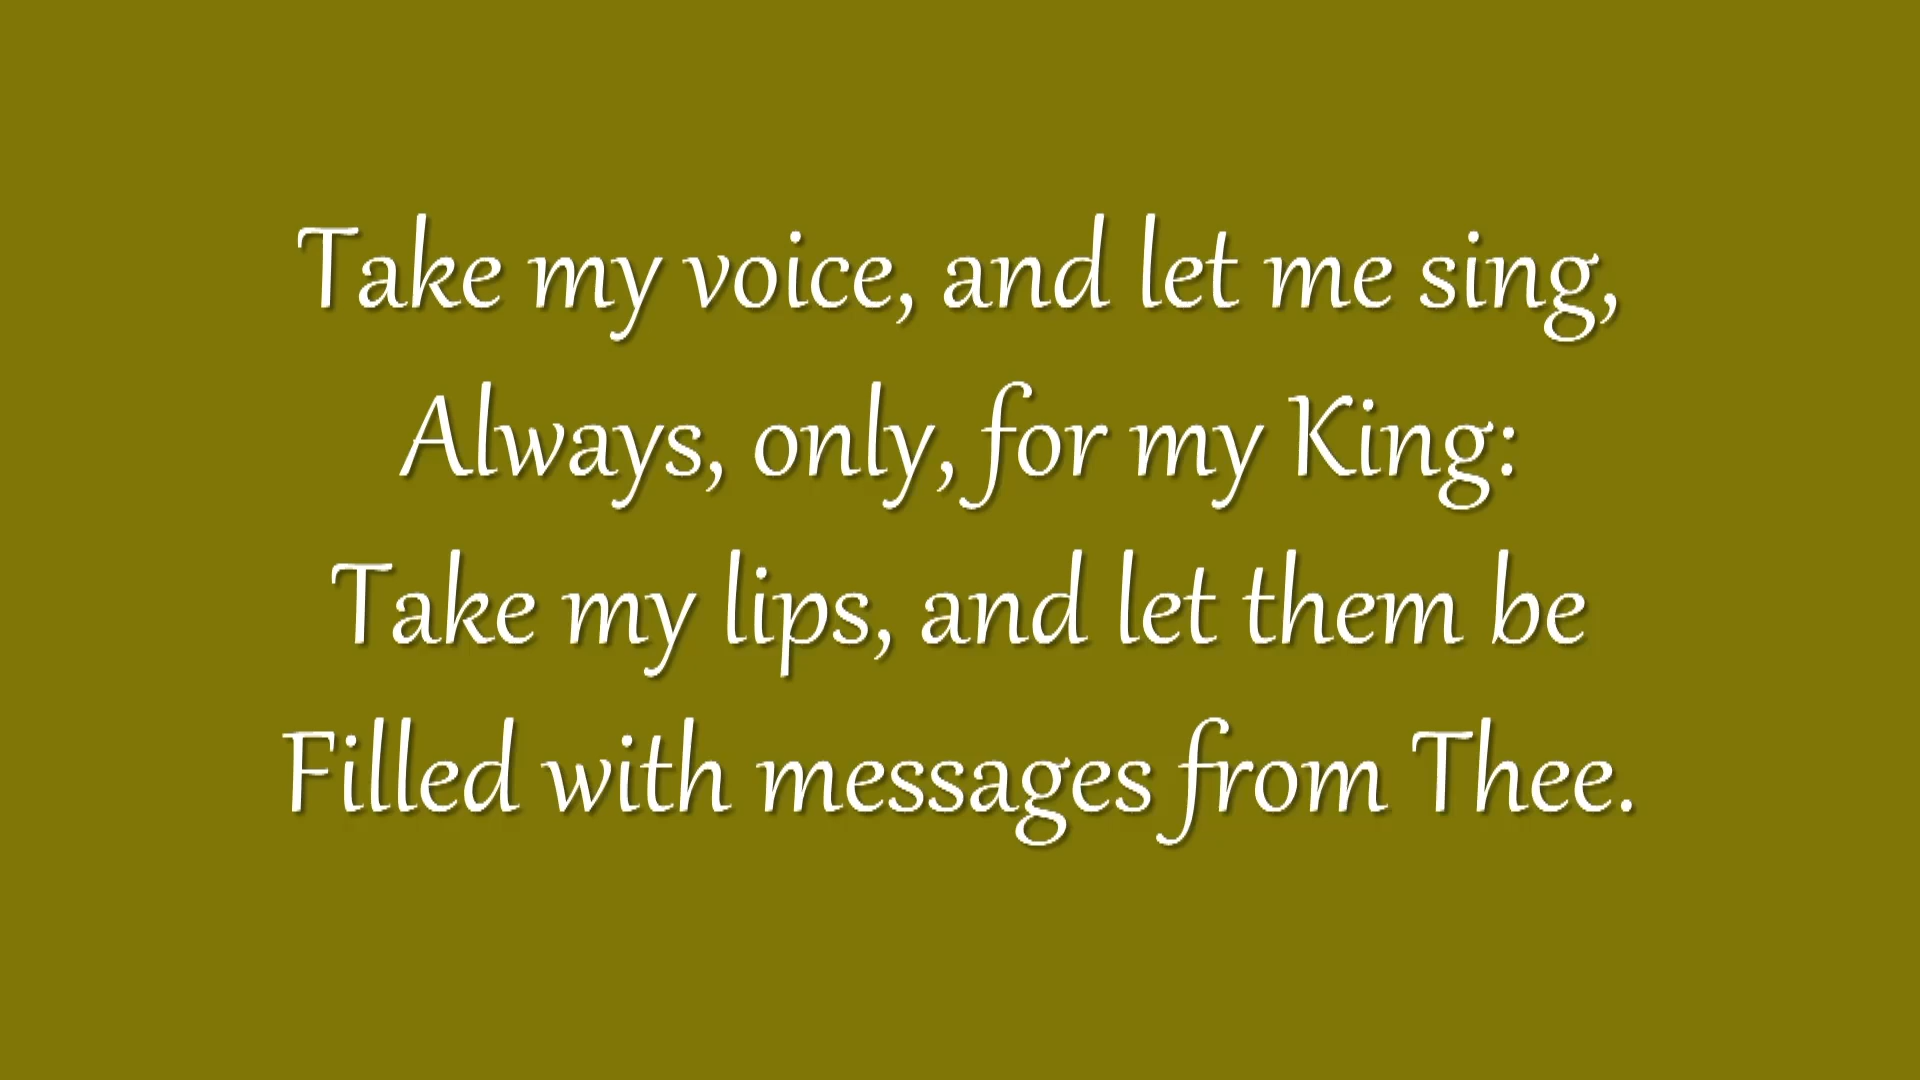 Take my voice, and let me sing,
Always, only, for my King:
Take my lips, and let them be
Filled with messages from Thee.